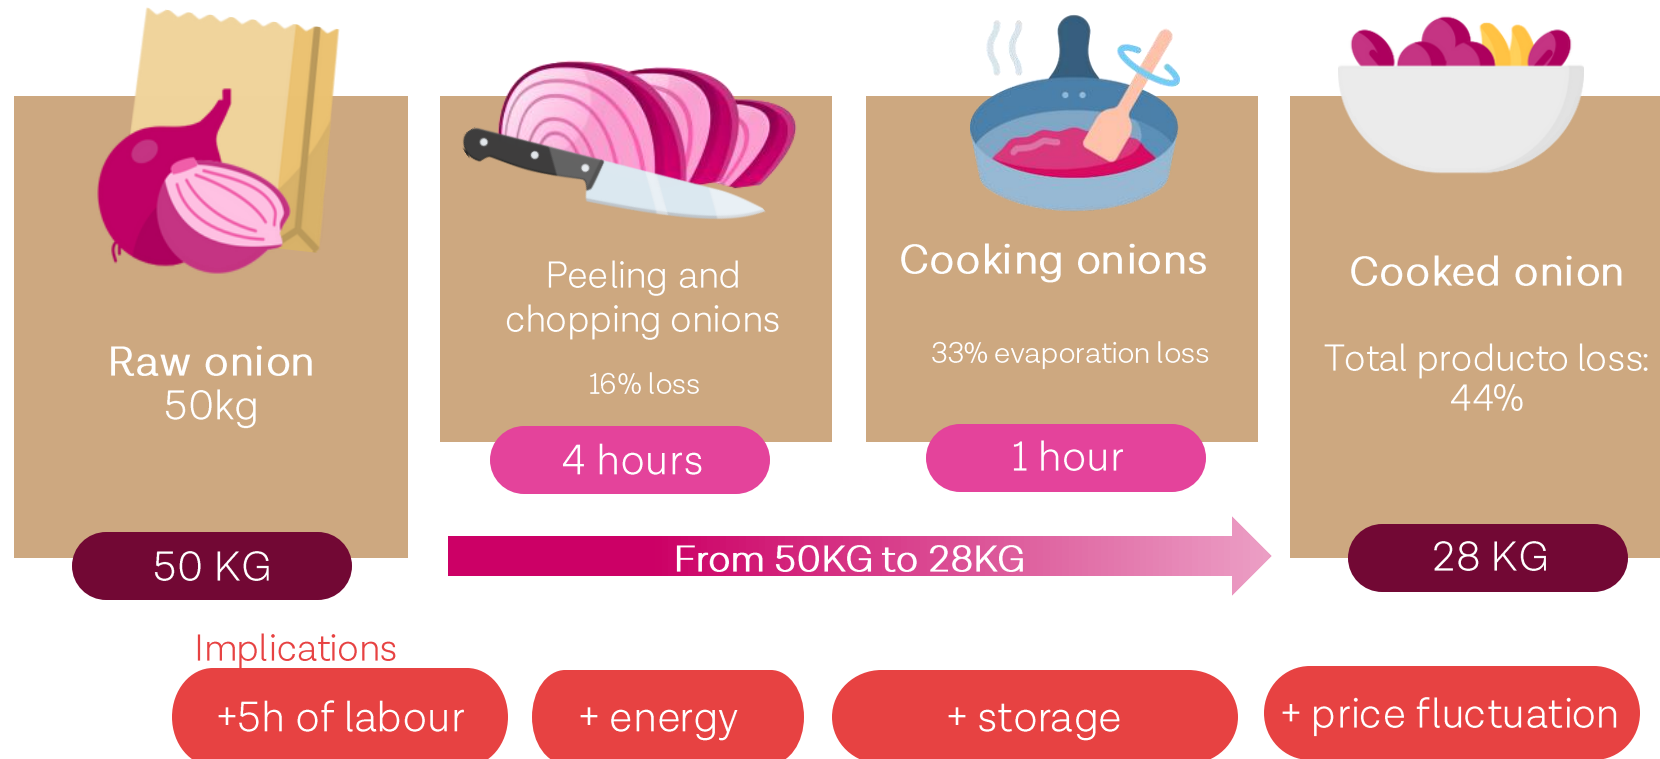 Raw onion
50kg
50 KG
Peeling and
chopping onions
16% loss
4 hours
Cooking onions
33% evaporation loss
1 hour
Cooked onion
Total producto loss:
44%
28 KG
From 50KG to 28KG
Implications
+5h of labour
+ energy
+ storage
+ price fluctuation